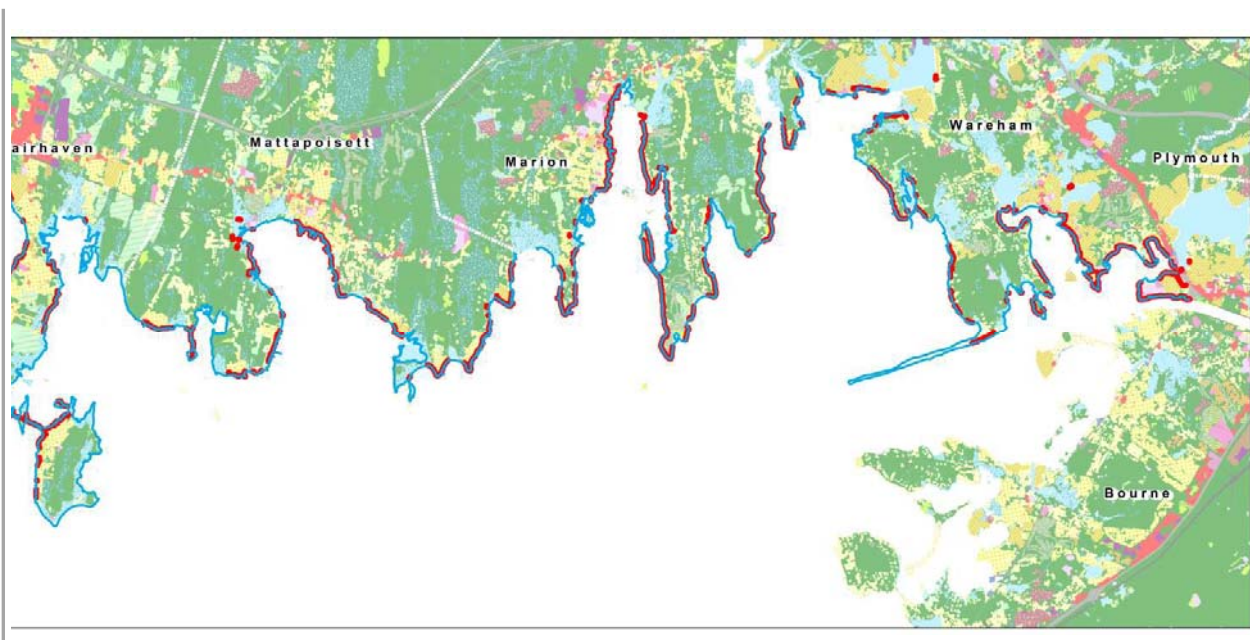 airhaven
Mattapoisett
Marion
Wareham
Plymouth
Bourne